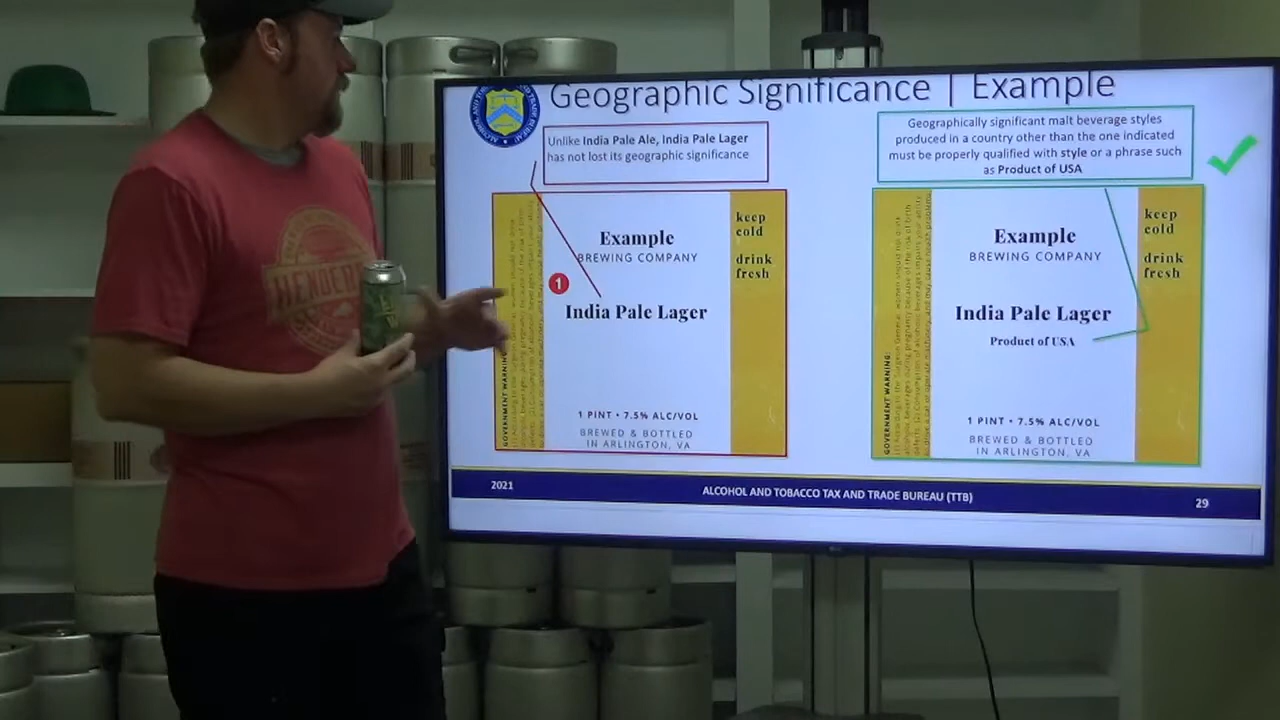 Geographic Significance | Example
Unlike India Pale Ale, India Pale Lager
has not lost its geographic significance
Geographically significant malt beverage styles
produced in a country other than the one indicated
must be properly qualified with style or a phrase such
as Product of USA
Example
BREWING COMPANY
1
India Pale Lager
1 PINT • 7.5% ALC/VOL
BREWED & BOTTLED
IN ARLINGTON, VA
keep
cold
drink
fresh
GOVERNMENT WARNING:
Example
BREWING COMPANY
India Pale Lager
Product of USA
1 PINT • 7.5% ALC/VOL
BREWED & BOTTLED
IN ARLINGTON, VA
keep
cold
drink
fresh
GOVERNMENT WARNING:
2021
ALCOHOL AND TOBACCO TAX AND TRADE BUREAU (TTB)
29